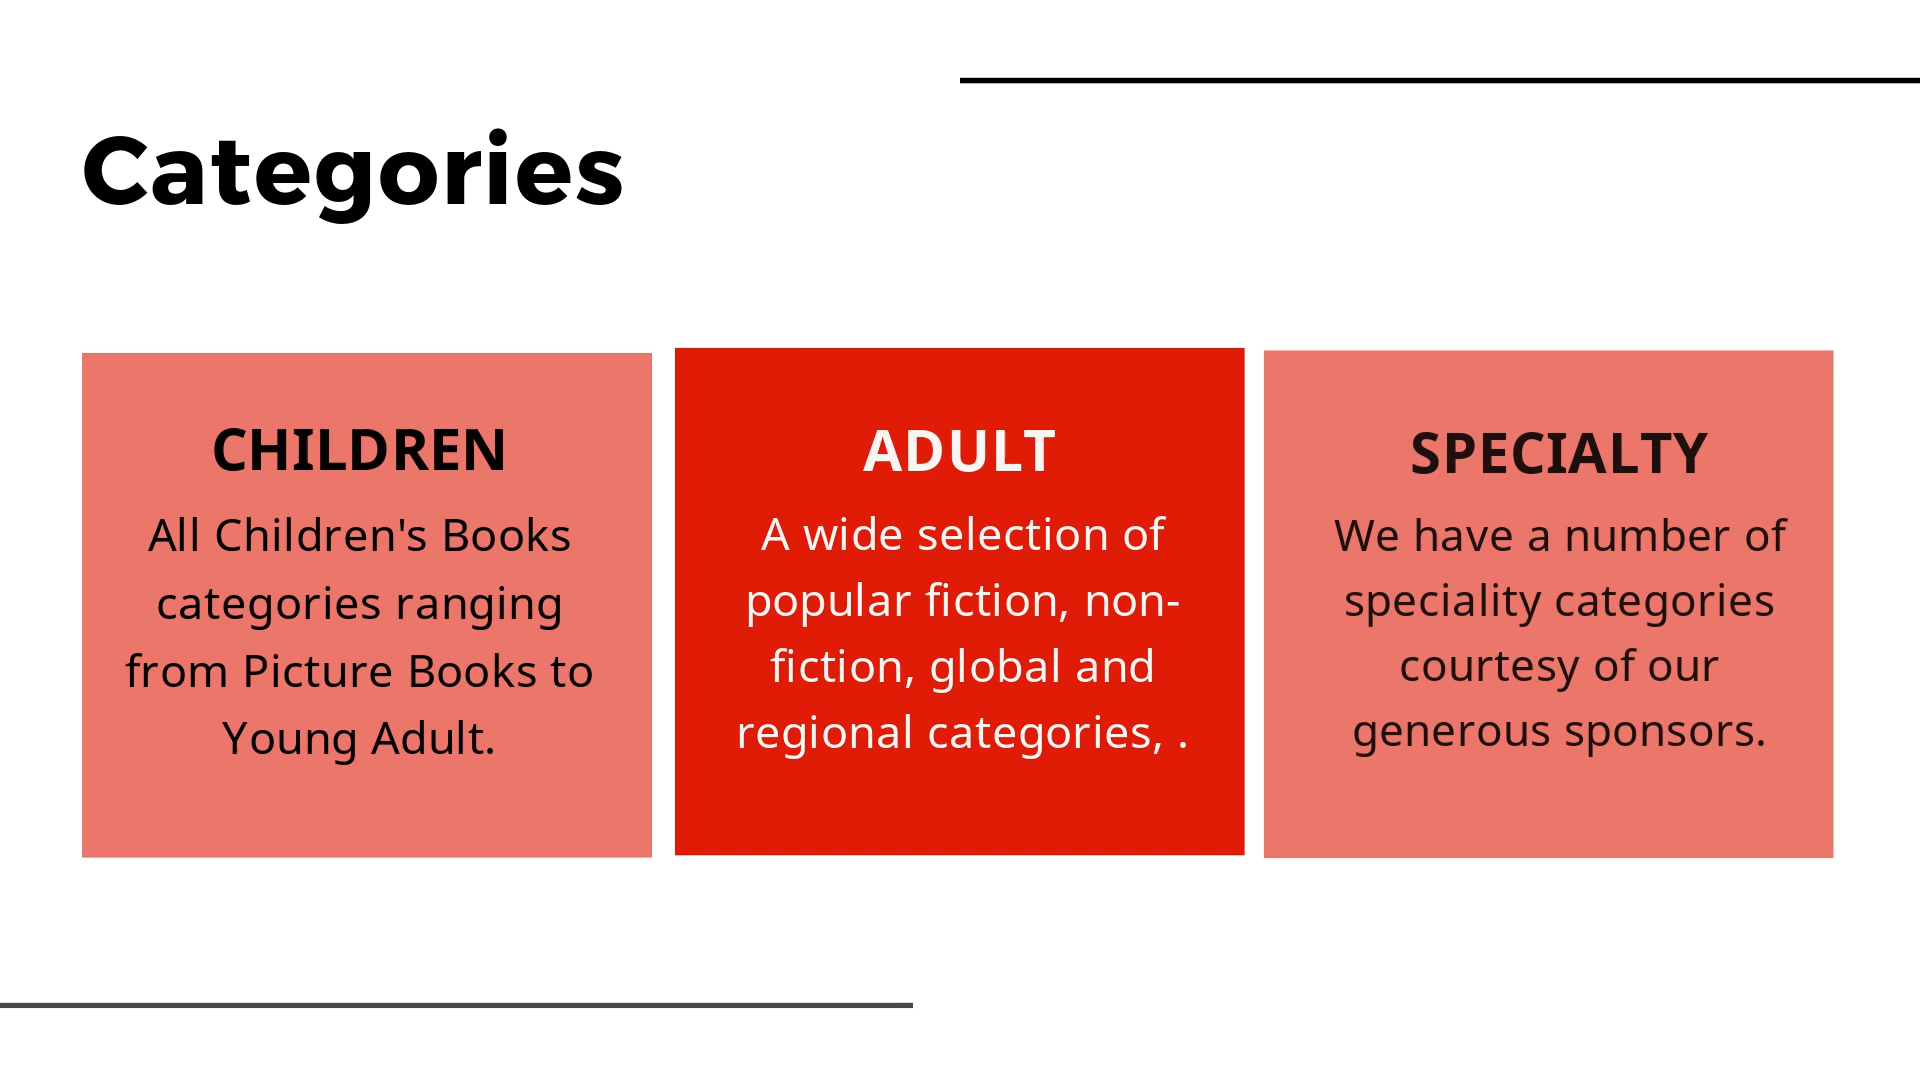 Categories
CHILDREN
All Children's Books
categories ranging
from Picture Books to
Young Adult.
ADULT
A wide selection of
popular fiction, non-
fiction, global and
regional categories, .
SPECIALTY
We have a number of
speciality categories
courtesy of our
generous sponsors.